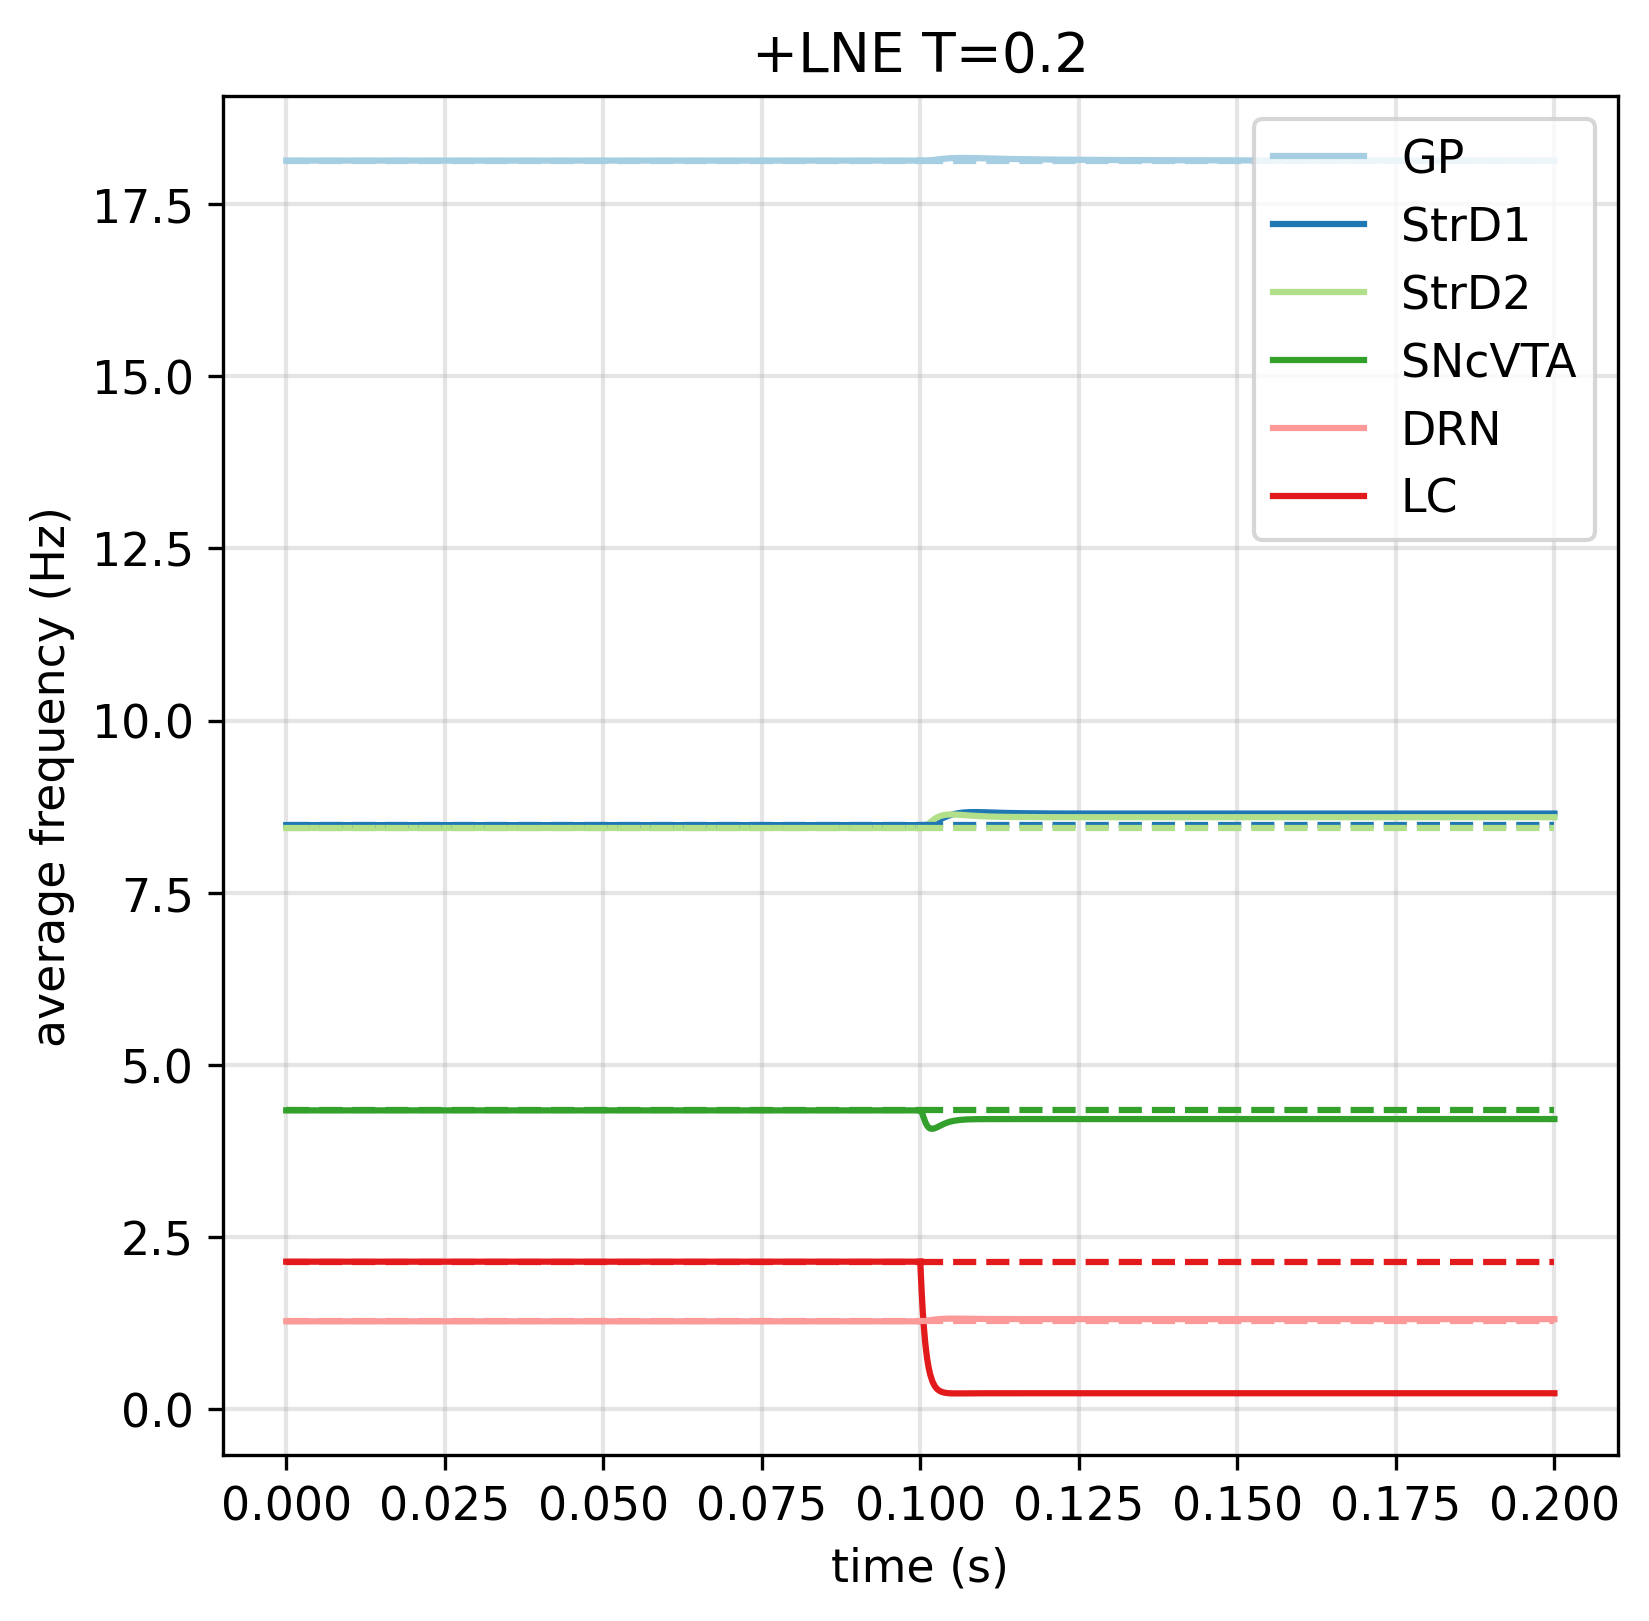 +LNE T=0.2
GP
StrD1
StrD2
SNcVTA
DRN
LC
average frequency (Hz)
17.5
15.0
12.5
10.0
7.5
5.0
2.5
0.0
0.000 0.025 0.050 0.075 0.100 0.125 0.150 0.175 0.200
time (s)